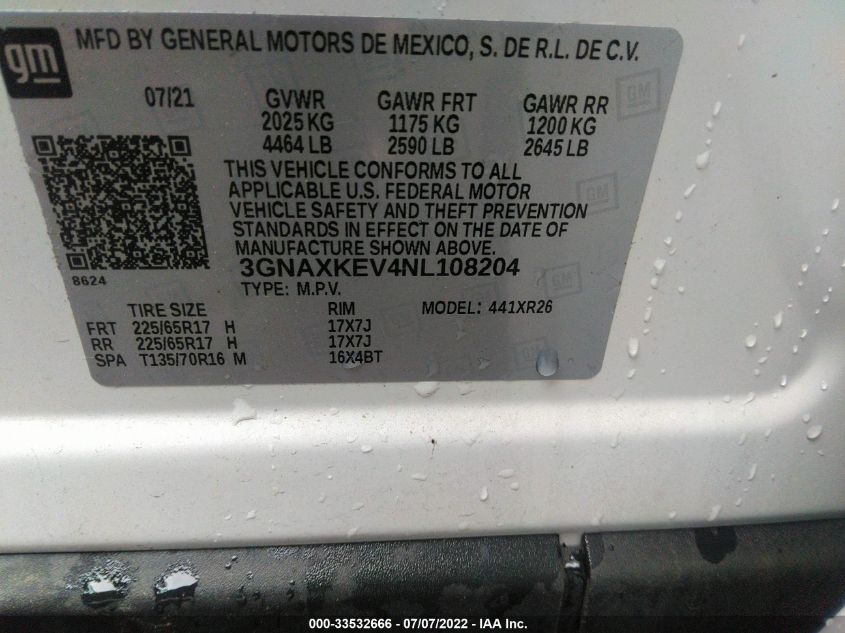 gm
MFD BY GENERAL MOTORS DE MEXICO, S. DE R.L. DE C.V.
07/21 GVWR GAWR FRT GAWR RR
2025 KG 1175 KG 1200 KG
4464 LB 2590 LB 2645 LB
THIS VEHICLE CONFORMS TO ALL
APPLICABLE U.S. FEDERAL MOTOR
VEHICLE SAFETY AND THEFT PREVENTION
STANDARDS IN EFFECT ON THE DATE OF
MANUFACTURE SHOWN ABOVE.
8624 3GNAXKEV4NL108204
TYPE: M.P.V.
TIRE SIZE RIM MODEL: 441XR26
FRT 225/65R17 H 17X7J
RR 225/65R17 H 17X7J
SPA T135/70R16 M 16X4BT
GM
GM
000-33532666 - 07/07/2022 - IAA Inc.